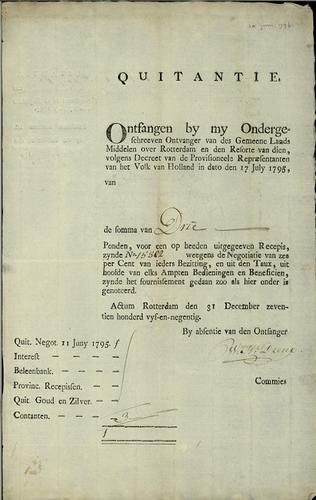 QUITANTIE.
Ontfangen by my Onderge-
schreeven Ontvanger van des Gemeene Lands
Middelen over Rotterdam en den Resorte van dien,
volgens Decreet van de Provisioneele Repræsentanten
van het Volk van Holland in dato den 17 July 1795,
van
de somma van Drie
Ponden, voor een op heeden uitgegeeven Recepis,
zynde No. 15502 weegens de Negotiatie van zes
per Cent van ieders Bezitting, en uit den Taux, uit
hoofde van elks Ampten Bedieningen en Beneficien,
zynde het fournissement gedaan zoo als hier onder is
genoteerd.
Actum Rotterdam den 31 December zeven-
tien honderd vyf-en-negentig.
By absentie van den Ontfanger
Commies
Quit. Negot. 11 Juny 1795. ƒ
Interest — — —
Beleenbank. — — —
Provinc. Recepissen. — —
Quit. Goud en Zilver. — —
Contanten. — — — 3
ƒ